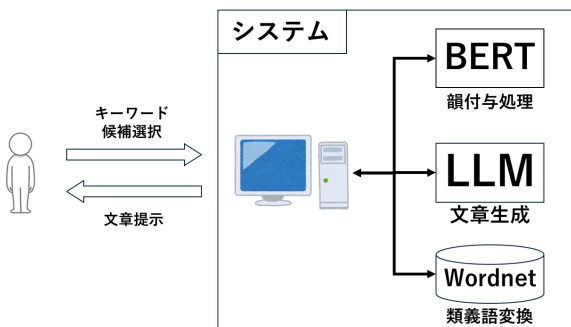 システム
キーワード
候補選択
文章提示
BERT
韻付与処理
LLM
文章生成
Wordnet
類義語変換